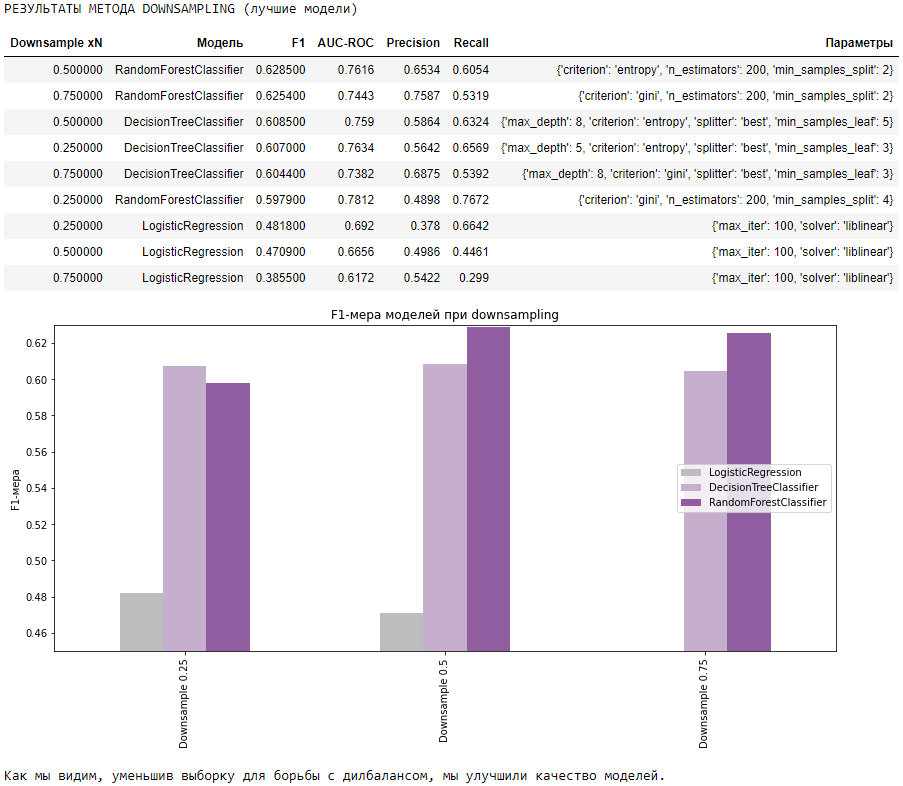 РЕЗУЛЬТАТЫ МЕТОДА DOWNSAMPLING (лучшие модели)
Downsample xN Модель F1 AUC-ROC Precision Recall Параметры
0.500000 RandomForestClassifier 0.628500 0.7616 0.6534 0.6054 {'criterion': 'entropy', 'n_estimators': 200, 'min_samples_split': 2}
0.750000 RandomForestClassifier 0.625400 0.7443 0.7587 0.5319 {'criterion': 'gini', 'n_estimators': 200, 'min_samples_split': 2}
0.500000 DecisionTreeClassifier 0.608500 0.759 0.5864 0.6324 {'max_depth': 8, 'criterion': 'entropy', 'splitter': 'best', 'min_samples_leaf': 5}
0.250000 DecisionTreeClassifier 0.607000 0.7634 0.5642 0.6569 {'max_depth': 5, 'criterion': 'entropy', 'splitter': 'best', 'min_samples_leaf': 3}
0.750000 DecisionTreeClassifier 0.604400 0.7382 0.6875 0.5392 {'max_depth': 8, 'criterion': 'gini', 'splitter': 'best', 'min_samples_leaf': 3}
0.250000 RandomForestClassifier 0.597900 0.7812 0.4898 0.7672 {'criterion': 'gini', 'n_estimators': 200, 'min_samples_split': 4}
0.250000 LogisticRegression 0.481800 0.692 0.378 0.6642 {'max_iter': 100, 'solver': 'liblinear'}
0.500000 LogisticRegression 0.470900 0.6656 0.4986 0.4461 {'max_iter': 100, 'solver': 'liblinear'}
0.750000 LogisticRegression 0.385500 0.6172 0.5422 0.299 {'max_iter': 100, 'solver': 'liblinear'}
F1-мера моделей при downsampling
0.62
0.60
0.58
0.56
0.54
0.52
0.50
0.48
0.46
F1-мера
LogisticRegression
DecisionTreeClassifier
RandomForestClassifier
Downsample 0.25
Downsample 0.5
Downsample 0.75
Как мы видим, уменьшив выборку для борьбы с дилбалансом, мы улучшили качество моделей.